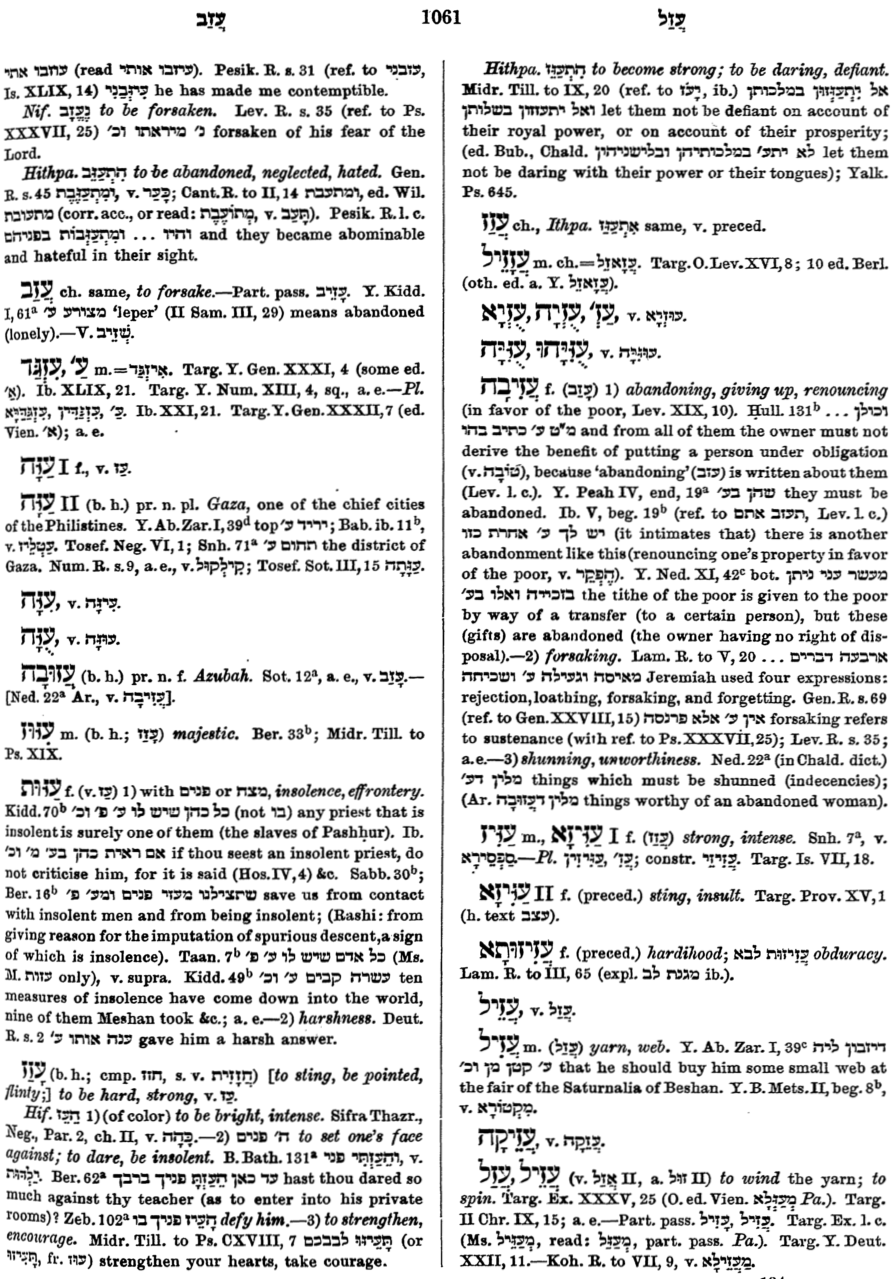 עֲזַב 1061 עֲזַל
עזבו אתי (read עיזבו אותי). Pesik. R. s. 31 (ref. to עזבני,
Is. XLIX, 14) עִיזְּבַנִי he has made me contemptible.
Nif. נֶעֱזָב to be forsaken. Lev. R. s. 35 (ref. to Ps.
XXXVII, 25) נ׳ מיראתו וכ׳ forsaken of his fear of the
Lord.
Hithpa. הִתְעַזֵּב to be abandoned, neglected, hated. Gen.
R. s. 45 וּמִתְעַזֶּבֶת, v. כָּעַר; Cant. R. to II, 14 ומתעבת, ed. Wil.
מתעובת (corr. acc., or read: מְתוֹעֶבֶת, v. תָּעַב). Pesik. R. l. c.
והיו ... וּמִתְעַזְּבוֹת בפניהם and they became abominable
and hateful in their sight.
עֲזַב ch. same, to forsake.—Part. pass. עֲזִיב. Y. Kidd.
I, 61ᵃ מצורע ע׳ ‘leper’ (II Sam. III, 29) means abandoned
(lonely).—V. שֵׁזִיב.
עִזְגַּד, ע׳ m.=אִיזְגַּד. Targ. Y. Gen. XXXI, 4 (some ed.
א׳). Ib. XLIX, 21. Targ. Y. Num. XIII, 4, sq., a. e.—Pl.
עִזְגַּדִּין, עִזְגַּדַּיָּא, ע׳. Ib. XXI, 21. Targ. Y. Gen. XXXII, 7 (ed.
Vien. א׳); a. e.
עַזָּה I f., v. עַז.
עַזָּה II (b. h.) pr. n. pl. Gaza, one of the chief cities
of the Philistines. Y. Ab. Zar. I, 39ᵈ top יריד ע׳; Bab. ib. 11ᵇ,
v. עַטְלִיז. Tosef. Neg. VI, 1; Snh. 71ᵃ תחום ע׳ the district of
Gaza. Num. R. s. 9, a. e., v. קִילְקוּל; Tosef. Sot. III, 15 עַזָּתָה.
עִזָּה, v. עִיזָּה.
עֻזָּה, v. עוּזָּה.
עֲזוּבָה (b. h.) pr. n. f. Azubah. Sot. 12ᵃ, a. e., v. עָזַב.—
[Ned. 22ᵃ Ar., v. עֲזִיבָה].
עִזּוּז m. (b. h.; עָזַז) majestic. Ber. 33ᵇ; Midr. Till. to
Ps. XIX.
עַזּוּת f. (v. עַז) 1) with פנים or מצח, insolence, effrontery.
Kidd. 70ᵇ כל כהן שיש לו ע׳ פ׳ וכ׳ (not בו) any priest that is
insolent is surely one of them (the slaves of Pashḥur). Ib.
אם ראית כהן בע׳ מ׳ וכ׳ if thou seest an insolent priest, do
not criticise him, for it is said (Hos. IV, 4) &c. Sabb. 30ᵇ;
Ber. 16ᵇ שתצילנו מעזי פנים ומע׳ פ׳ save us from contact
with insolent men and from being insolent; (Rashi: from
giving reason for the imputation of spurious descent, a sign
of which is insolence). Taan. 7ᵇ כל אדם שיש לו ע׳ פ׳ (Ms.
M. עזות only), v. supra. Kidd. 49ᵇ עשרה קבים ע׳ וכ׳ ten
measures of insolence have come down into the world,
nine of them Meshan took &c.; a. e.—2) harshness. Deut.
R. s. 2 ענה אותו ע׳ gave him a harsh answer.
עָזַז (b. h.; cmp. חזז, s. v. חֲזָזִית) [to sting, be pointed,
flinty;] to be hard, strong, v. עַז.
Hif. הֵעֵז 1) (of color) to be bright, intense. Sifra Thazr.,
Neg., Par. 2, ch. II, v. כֵּהָה.—2) ה׳ פנים to set one’s face
against; to dare, be insolent. B. Bath. 131ᵃ והֵעַזְתִּי פני, v.
יַלְהוּת. Ber. 62ᵃ עד כאן הֵעַזְתָּ פניך ברבך hast thou dared so
much against thy teacher (as to enter into his private
rooms)? Zeb. 102ᵃ הָעֵיז פניך בו defy him.—3) to strengthen,
encourage. Midr. Till. to Ps. CXVIII, 7 תָּעֵיזוּ לבבכם (or
תָּעִיזוּ, fr. עוּז) strengthen your hearts, take courage.
Hithpa. הִתְעַזֵּז to become strong; to be daring, defiant.
Midr. Till. to IX, 20 (ref. to יָעֹז, ib.) אל יִתְעַזְּזוּן במלכותן
ואל יתעזזון בשלותן let them not be defiant on account of
their royal power, or on account of their prosperity;
(ed. Bub., Chald. לא יתע׳ במלכותיהן ובלישניהון let them
not be daring with their power or their tongues); Yalk.
Ps. 645.
עֲזַז ch., Ithpa. אִתְעַזַּז same, v. preced.
עֲזָזֵיל m. ch.=עֲזָאזֵל. Targ. O. Lev. XVI, 8; 10 ed. Berl.
(oth. ed. a. Y. עֲזָאזֵל).
עֻזְיָא, עֻזְיָה, עָזְ׳, v. עוּזְיָא.
עֻזִּיָּה, עֻזִּיָּהוּ, v. עוּזִּיָּה.
עֲזִיבָה f. (עָזַב) 1) abandoning, giving up, renouncing
(in favor of the poor, Lev. XIX, 10). Ḥull. 131ᵇ וכולן ...
מ״ט ע׳ כתיב בהו and from all of them the owner must not
derive the benefit of putting a person under obligation
(v. טוֹבָה), because ‘abandoning’ (עזב) is written about them
(Lev. l. c.). Y. Peah IV, end, 19ᵃ שהן בע׳ they must be
abandoned. Ib. V, beg. 19ᵇ (ref. to תעזב אתם, Lev. l. c.)
יש לך ע׳ אחרת כזו (it intimates that) there is another
abandonment like this (renouncing one’s property in favor
of the poor, v. הֶפְקֵר). Y. Ned. XI, 42ᶜ bot. מעשר עני ניתן
בזכייה ואלו בע׳ the tithe of the poor is given to the poor
by way of a transfer (to a certain person), but these
(gifts) are abandoned (the owner having no right of dis-
posal).—2) forsaking. Lam. R. to V, 20 ארבעה דברים ...
מאיסה וגעילה ע׳ ושכיחה Jeremiah used four expressions:
rejection, loathing, forsaking, and forgetting. Gen. R. s. 69
(ref. to Gen. XXVIII, 15) אין ע׳ אלא פרנסה forsaking refers
to sustenance (with ref. to Ps. XXXVII, 25); Lev. R. s. 35;
a. e.—3) shunning, unworthiness. Ned. 22ᵃ (in Chald. dict.)
מלין דע׳ things which must be shunned (indecencies);
(Ar. מלין דעזובה things worthy of an abandoned woman).
עַזִּיז m., עַזִּיזָא I f. (עזז) strong, intense. Snh. 7ᵃ, v.
סַפְסִירָא.—Pl. עַזִּיזִין, עֲזִ׳; constr. עַזִּיזֵי. Targ. Is. VII, 18.
עַזִּיזָא II f. (preced.) sting, insult. Targ. Prov. XV, 1
(h. text עצב).
עֲזִיזוּתָא f. (preced.) hardihood; עֲזִיזוּת לבא obduracy.
Lam. R. to III, 65 (expl. מגנת לב ib.).
עֲזֵיל, v. עֲזַל.
עֲזִיל m. (עֲזַל) yarn, web. Y. Ab. Zar. I, 39ᶜ דיזבון ליה
ע׳ קטן מן וכ׳ that he should buy him some small web at
the fair of the Saturnalia of Beshan. Y. B. Mets. II, beg. 8ᵇ,
v. מַקְטוֹרָא.
עֲזֵיקָה, v. עֲזַקָה.
עֲזַל, עֲזֵיל (v. אֲזַל II, a. זוּל II) to wind the yarn; to
spin. Targ. Ex. XXXV, 25 (O. ed. Vien. מְעַזְּלָא Pa.). Targ.
II Chr. IX, 15; a. e.—Part. pass. עֲזִיל, עֲזֵיל. Targ. Ex. l. c.
(Ms. מְעַזֵּיל, read: מְעַזַּל, part. pass. Pa.). Targ. Y. Deut.
XXII, 11.—Koh. R. to VII, 9, v. מַעֲזֵילָא.